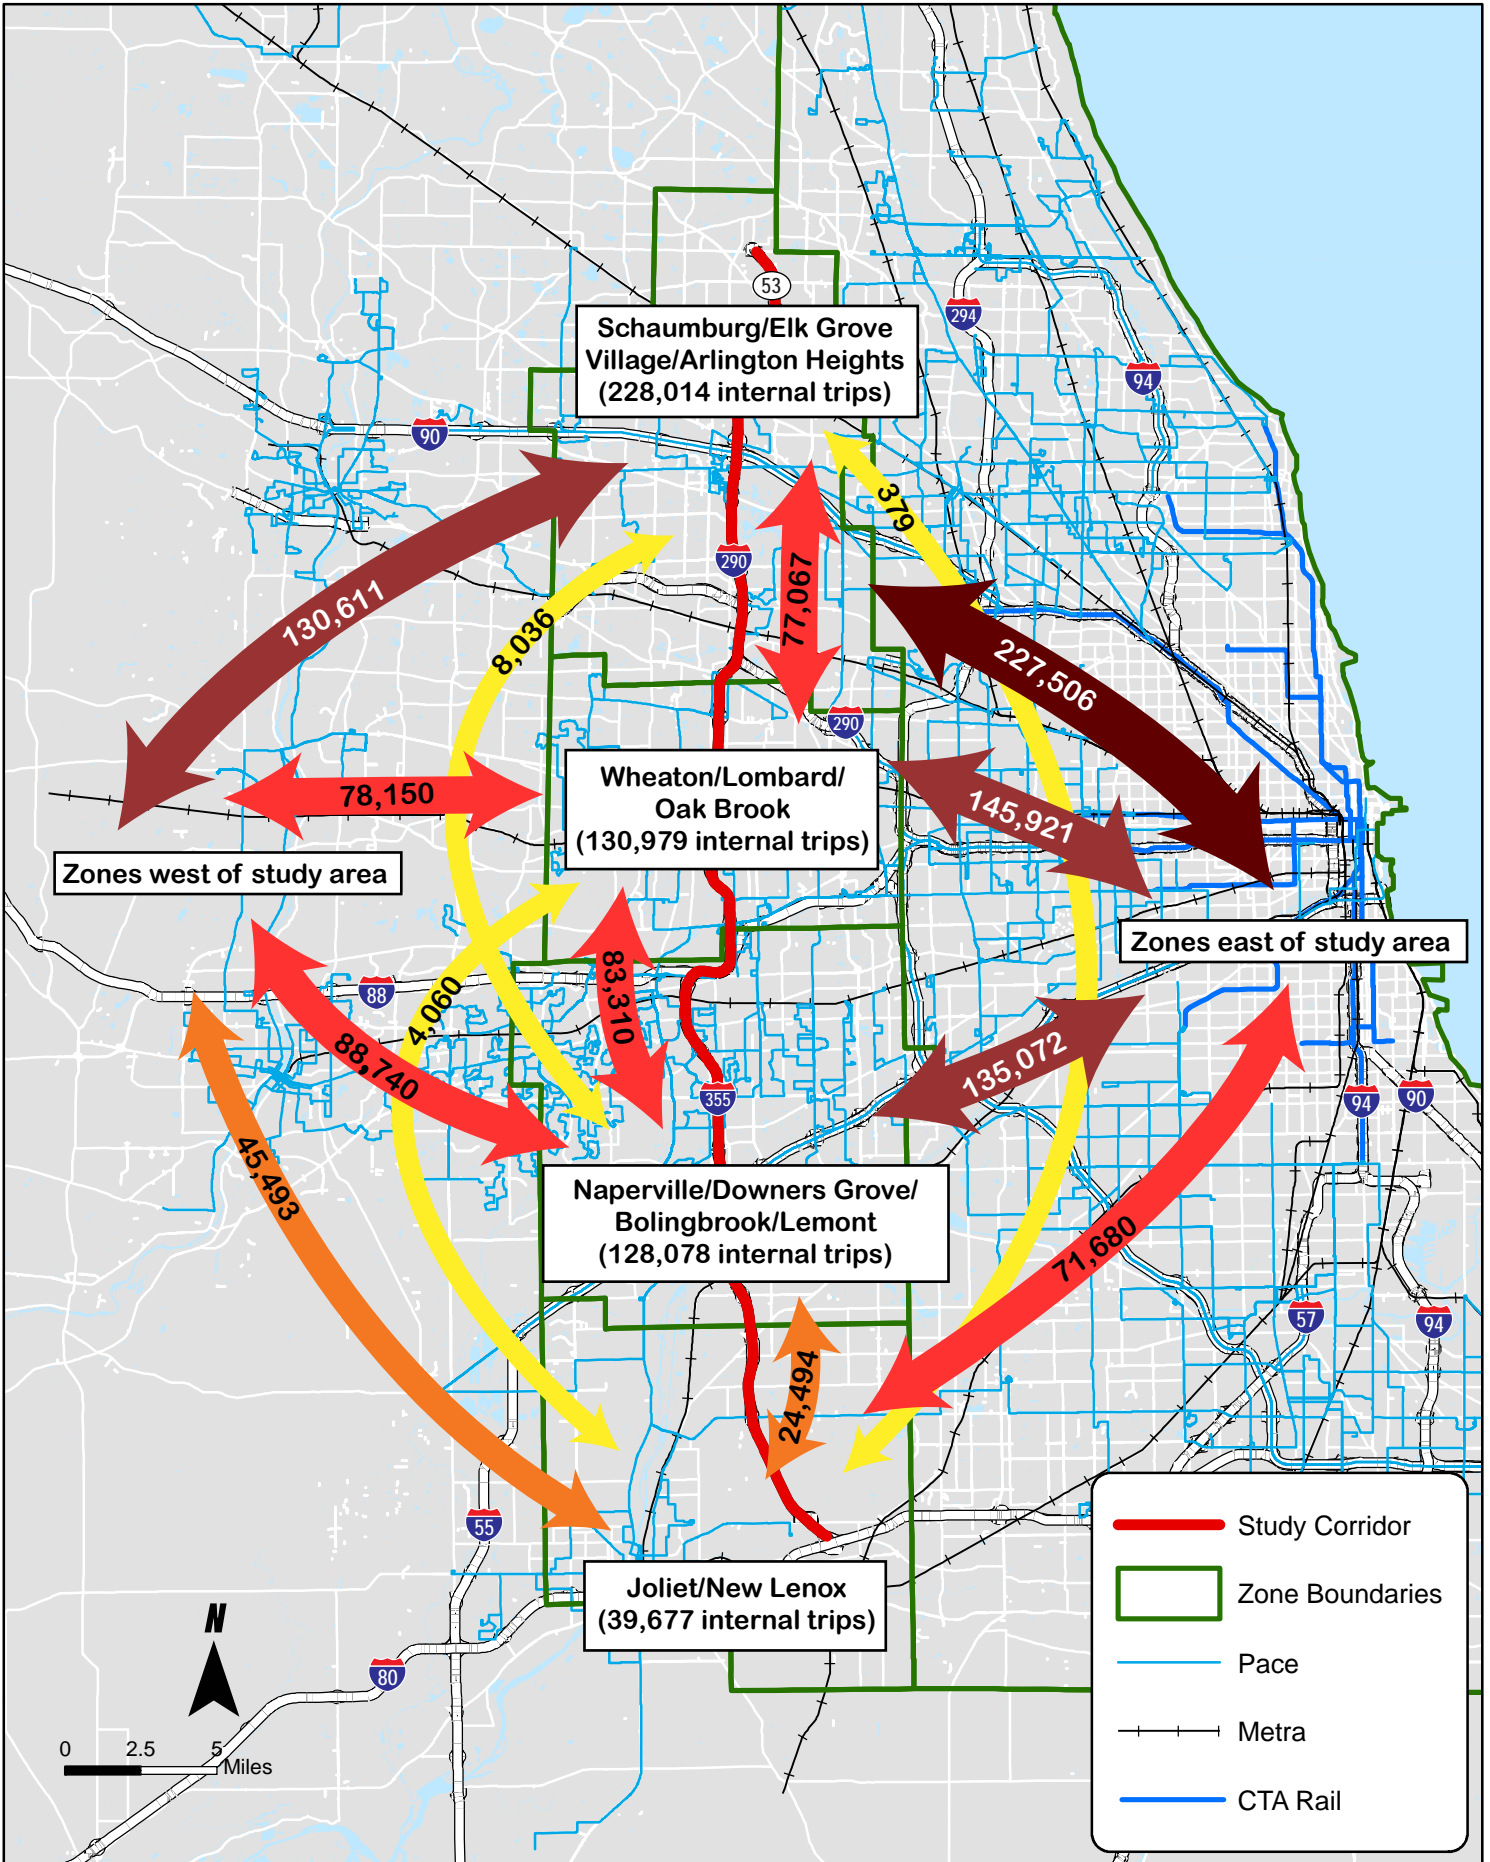 53
Schaumburg/Elk Grove
Village/Arlington Heights
(228,014 internal trips)
294
94
90
379
130,611
290
77,067
8,036
227,506
290
78,150
Wheaton/Lombard/
Oak Brook
(130,979 internal trips)
145,921
Zones west of study area
Zones east of study area
88
4,060
83,310
88,740
135,072
355
94
90
45,493
Naperville/Downers Grove/
Bolingbrook/Lemont
(128,078 internal trips)
71,680
57
94
24,494
55
Joliet/New Lenox
(39,677 internal trips)
80
N
0 2.5 5
Miles
Study Corridor
Zone Boundaries
Pace
Metra
CTA Rail